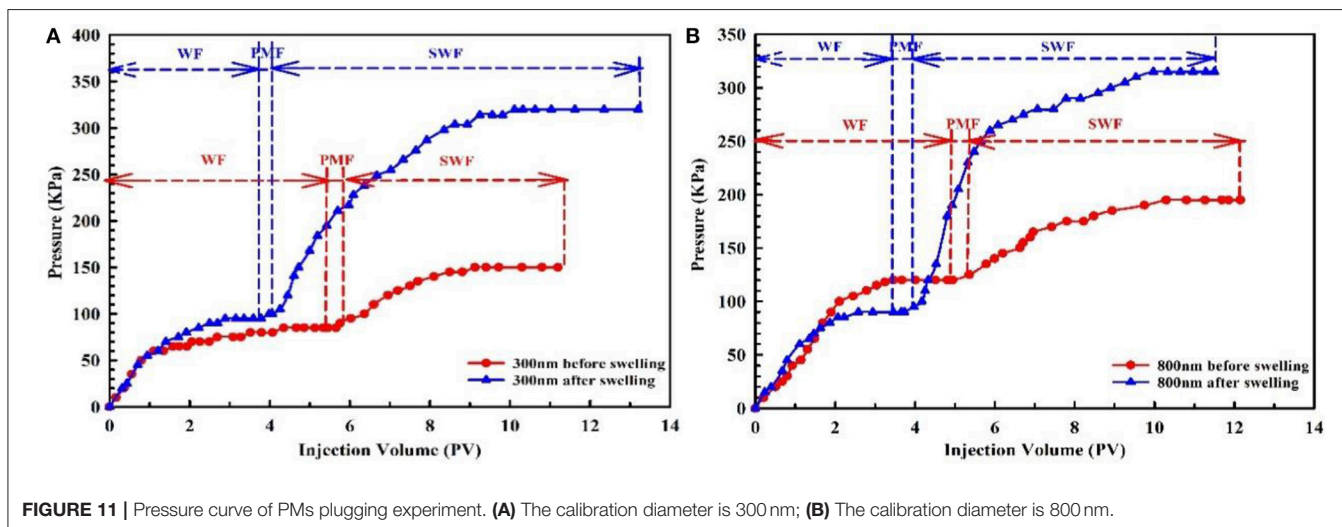 A
WF PMF SWF
WF PMF SWF
Pressure (KPa)
400
350
300
250
200
150
100
50
0
0 2 4 6 8 10 12 14
Injection Volume (PV)
300nm before swelling
300nm after swelling
B
WF PMF SWF
WF PMF SWF
Pressure (KPa)
350
300
250
200
150
100
50
0
0 2 4 6 8 10 12 14
Injection Volume (PV)
800nm before swelling
800nm after swelling
FIGURE 11 | Pressure curve of PMs plugging experiment. (A) The calibration diameter is 300 nm; (B) The calibration diameter is 800 nm.